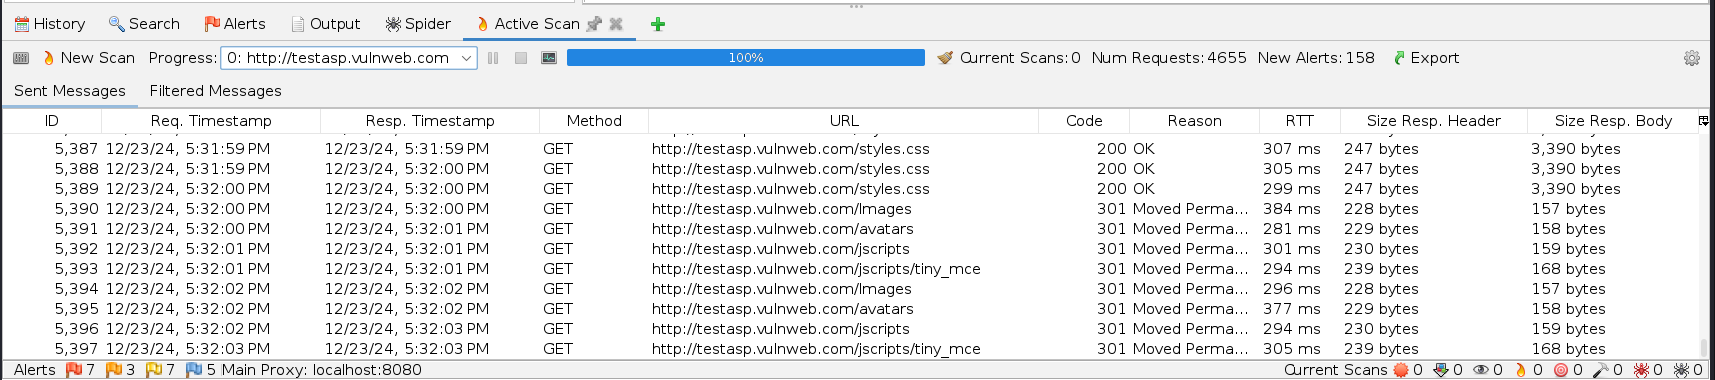 History Search Alerts Output Spider Active Scan
New Scan Progress: 0: http://testasp.vulnweb.com 100% Current Scans: 0 Num Requests: 4655 New Alerts: 158 Export
Sent Messages Filtered Messages
ID Req. Timestamp Resp. Timestamp Method URL Code Reason RTT Size Resp. Header Size Resp. Body
5,387 12/23/24, 5:31:59 PM 12/23/24, 5:31:59 PM GET http://testasp.vulnweb.com/styles.css 200 OK 307 ms 247 bytes 3,390 bytes
5,388 12/23/24, 5:31:59 PM 12/23/24, 5:32:00 PM GET http://testasp.vulnweb.com/styles.css 200 OK 305 ms 247 bytes 3,390 bytes
5,389 12/23/24, 5:32:00 PM 12/23/24, 5:32:00 PM GET http://testasp.vulnweb.com/styles.css 200 OK 299 ms 247 bytes 3,390 bytes
5,390 12/23/24, 5:32:00 PM 12/23/24, 5:32:00 PM GET http://testasp.vulnweb.com/Images 301 Moved Perma... 384 ms 228 bytes 157 bytes
5,391 12/23/24, 5:32:00 PM 12/23/24, 5:32:01 PM GET http://testasp.vulnweb.com/avatars 301 Moved Perma... 281 ms 229 bytes 158 bytes
5,392 12/23/24, 5:32:01 PM 12/23/24, 5:32:01 PM GET http://testasp.vulnweb.com/jscripts 301 Moved Perma... 301 ms 230 bytes 159 bytes
5,393 12/23/24, 5:32:01 PM 12/23/24, 5:32:01 PM GET http://testasp.vulnweb.com/jscripts/tiny_mce 301 Moved Perma... 294 ms 239 bytes 168 bytes
5,394 12/23/24, 5:32:02 PM 12/23/24, 5:32:02 PM GET http://testasp.vulnweb.com/Images 301 Moved Perma... 296 ms 228 bytes 157 bytes
5,395 12/23/24, 5:32:02 PM 12/23/24, 5:32:02 PM GET http://testasp.vulnweb.com/avatars 301 Moved Perma... 377 ms 229 bytes 158 bytes
5,396 12/23/24, 5:32:02 PM 12/23/24, 5:32:03 PM GET http://testasp.vulnweb.com/jscripts 301 Moved Perma... 294 ms 230 bytes 159 bytes
5,397 12/23/24, 5:32:03 PM 12/23/24, 5:32:03 PM GET http://testasp.vulnweb.com/jscripts/tiny_mce 301 Moved Perma... 305 ms 239 bytes 168 bytes
Alerts 7 3 7 5 Main Proxy: localhost:8080 Current Scans 0 0 0 0 0 0 0 0